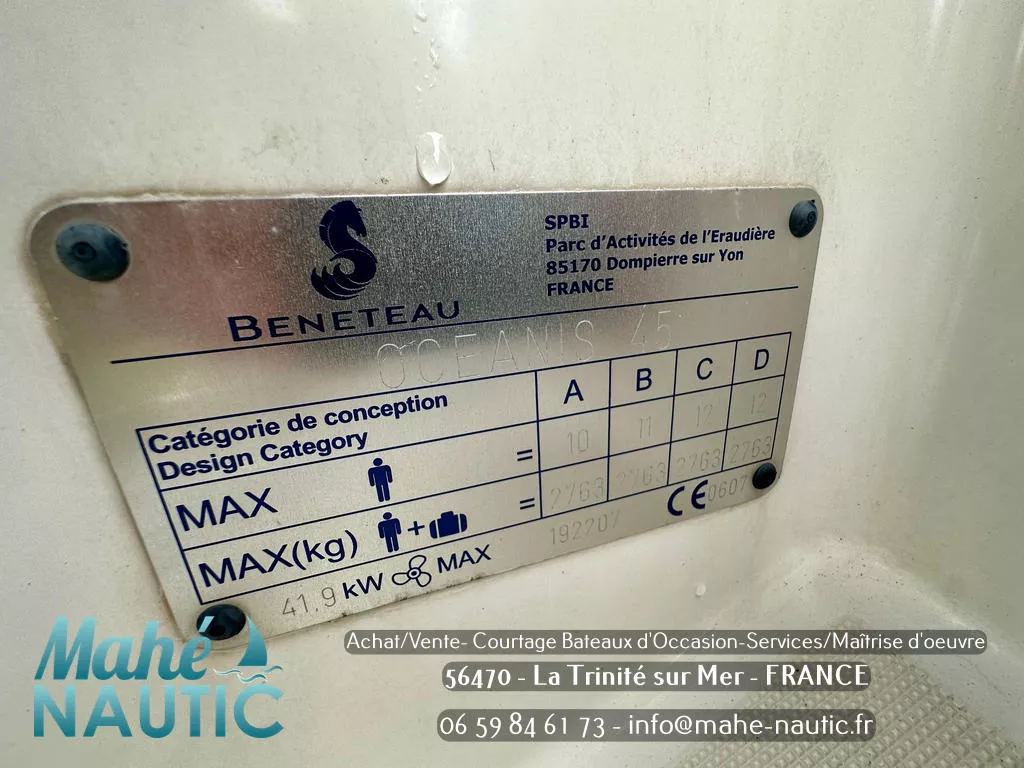 BENETEAU
SPBI
Parc d'Activités de l'Eraudière
85170 Dompierre sur Yon
FRANCE
OCEANIS 45
Catégorie de conception
Design Category
A B C D
MAX = 10 11 12 12
MAX(kg) + = 2763 2763 2763 2763
41.9 kW MAX 192207 CE 0607
Mahé
NAUTIC
Achat/Vente- Courtage Bateaux d'Occasion-Services/Maîtrise d'oeuvre
56470 - La Trinité sur Mer - FRANCE
06 59 84 61 73 - info@mahe-nautic.fr